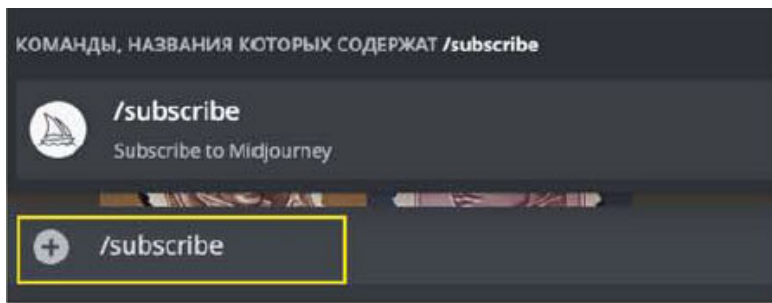 КОМАНДЫ, НАЗВАНИЯ КОТОРЫХ СОДЕРЖАТ /subscribe
/subscribe
Subscribe to Midjourney
/subscribe